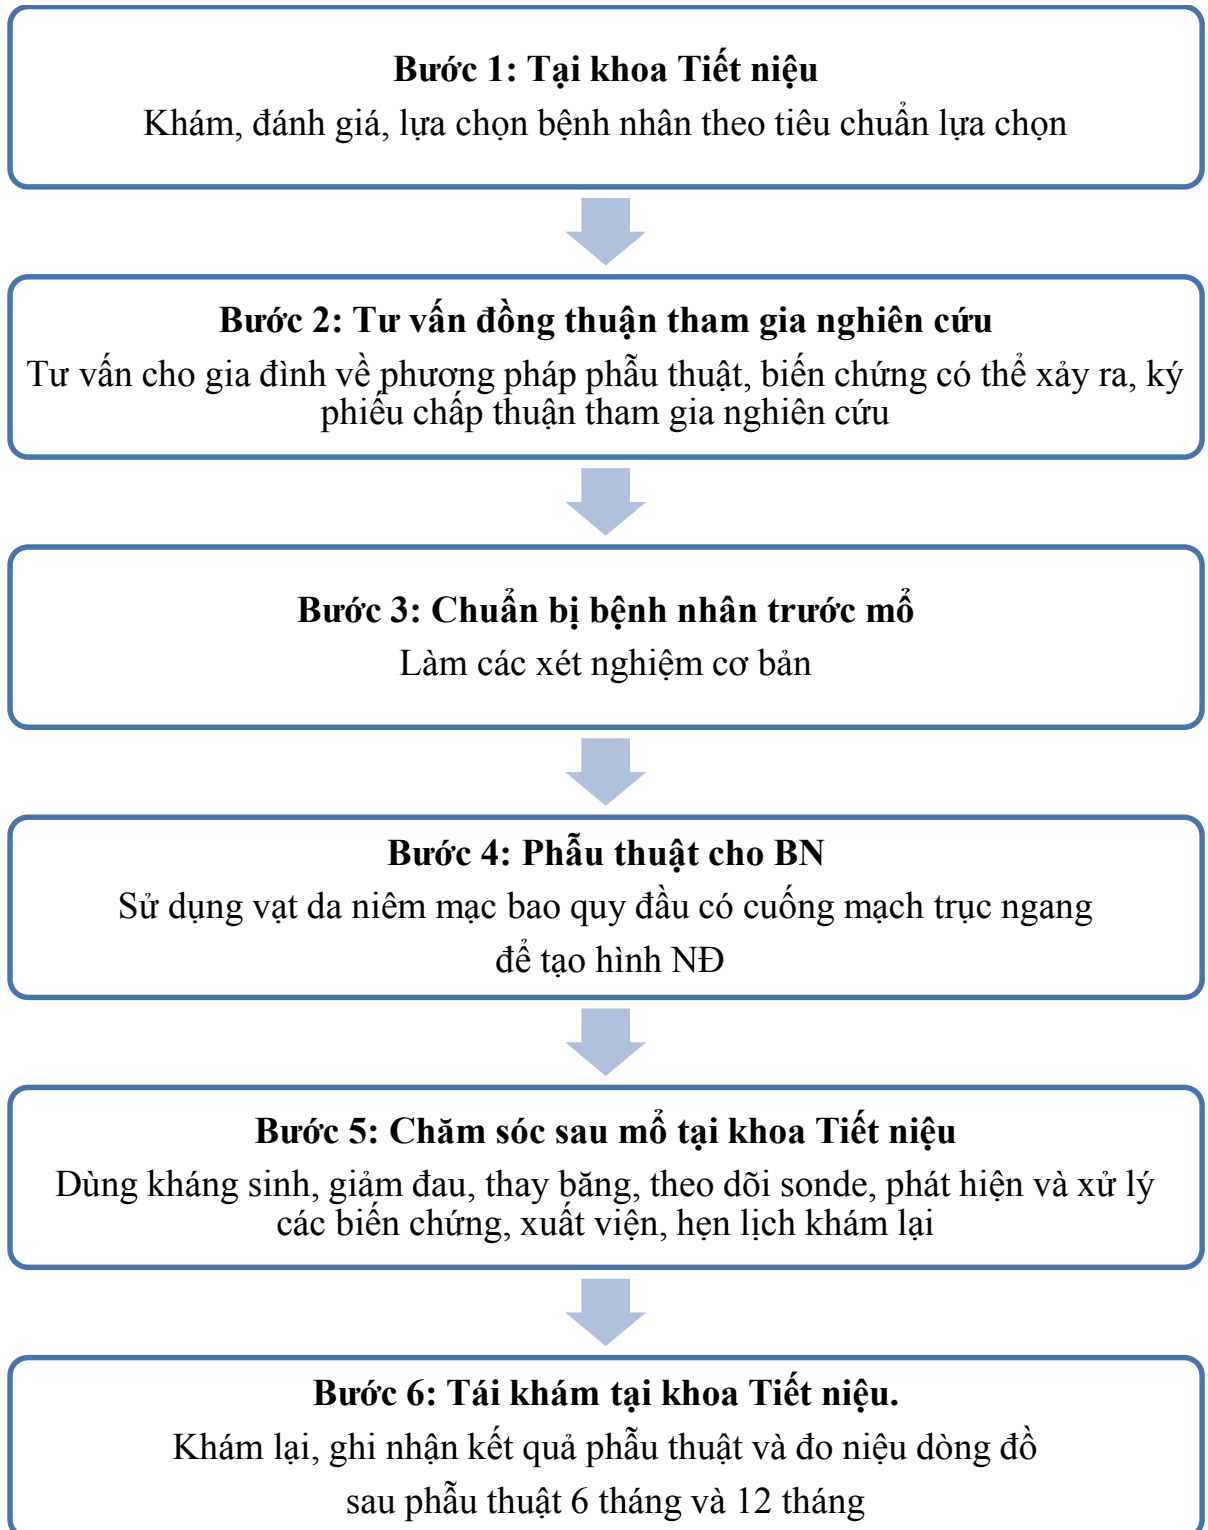 Bước 1: Tại khoa Tiết niệu
Khám, đánh giá, lựa chọn bệnh nhân theo tiêu chuẩn lựa chọn
Bước 2: Tư vấn đồng thuận tham gia nghiên cứu
Tư vấn cho gia đình về phương pháp phẫu thuật, biến chứng có thể xảy ra, ký
phiếu chấp thuận tham gia nghiên cứu
Bước 3: Chuẩn bị bệnh nhân trước mổ
Làm các xét nghiệm cơ bản
Bước 4: Phẫu thuật cho BN
Sử dụng vạt da niêm mạc bao quy đầu có cuống mạch trục ngang
để tạo hình NĐ
Bước 5: Chăm sóc sau mổ tại khoa Tiết niệu
Dùng kháng sinh, giảm đau, thay băng, theo dõi sonde, phát hiện và xử lý
các biến chứng, xuất viện, hẹn lịch khám lại
Bước 6: Tái khám tại khoa Tiết niệu.
Khám lại, ghi nhận kết quả phẫu thuật và đo niệu dòng đồ
sau phẫu thuật 6 tháng và 12 tháng